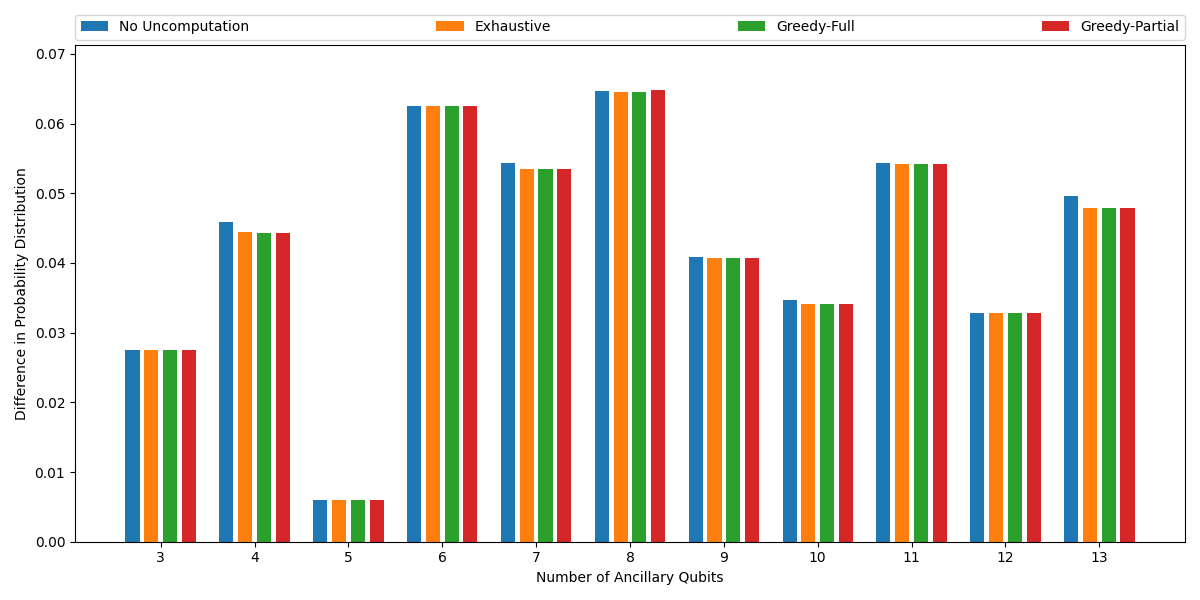 No Uncomputation Exhaustive Greedy-Full Greedy-Partial
0.07
0.06
0.05
0.04
0.03
0.02
0.01
0.00
Difference in Probability Distribution
3 4 5 6 7 8 9 10 11 12 13
Number of Ancillary Qubits